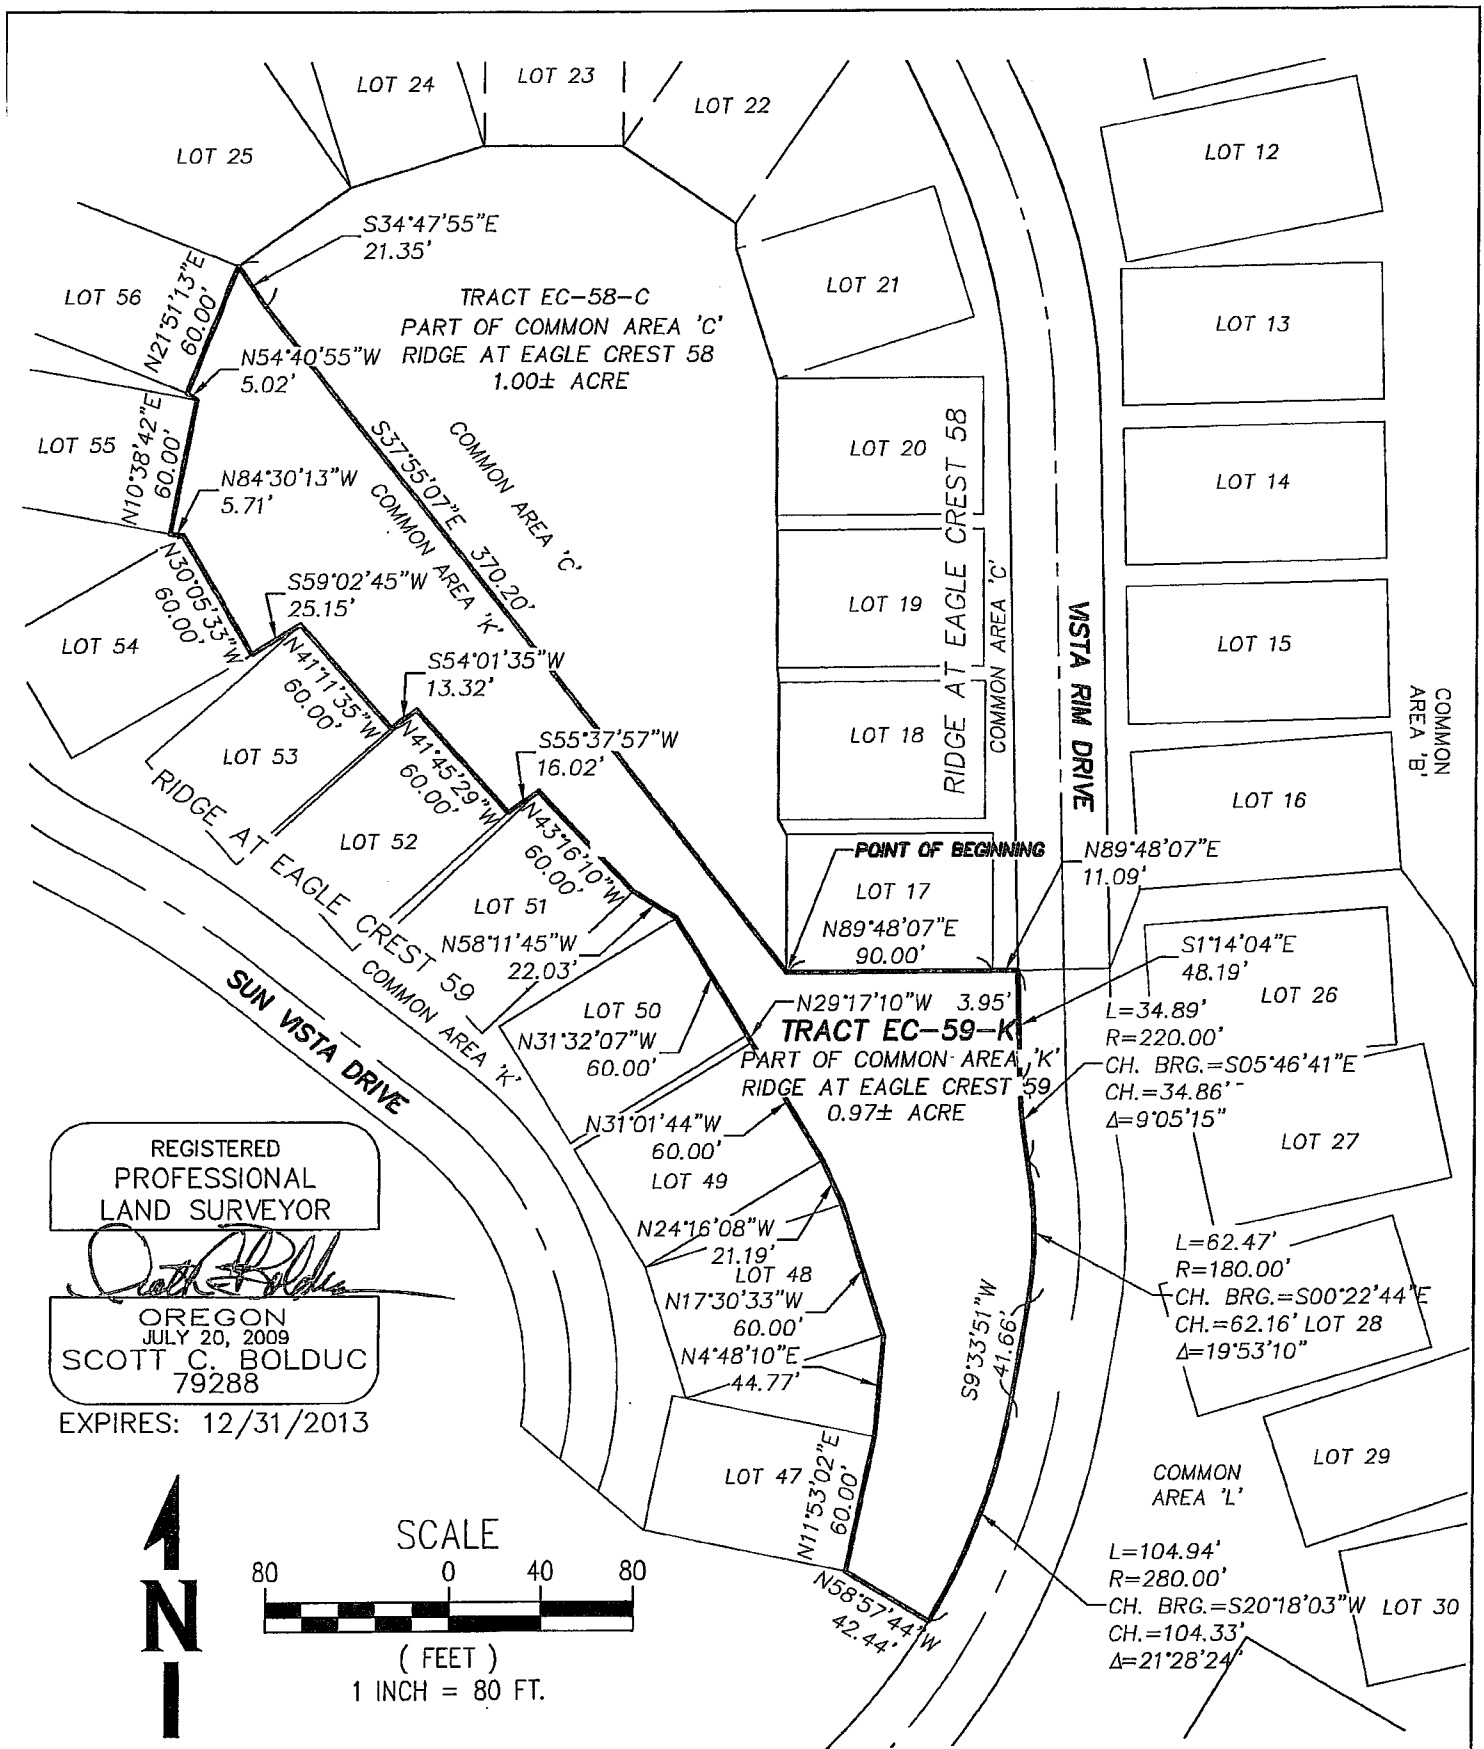 LOT 24
LOT 23
LOT 22
LOT 25
LOT 12
S34°47'55"E
21.35'
LOT 56
N21°51'13"E
60.00'
TRACT EC-58-C
PART OF COMMON AREA 'C'
RIDGE AT EAGLE CREST 58
1.00± ACRE
LOT 21
LOT 13
N54°40'55"W
5.02'
LOT 55
N10°38'42"E
60.00'
S37°55'07"E 370.20'
COMMON AREA 'C'
COMMON AREA 'K'
LOT 20
RIDGE AT EAGLE CREST 58
LOT 14
N84°30'13"W
5.71'
N30°05'33"W
60.00'
S59°02'45"W
25.15'
LOT 54
LOT 19
COMMON AREA 'C'
VISTA RIM DRIVE
LOT 15
N41°11'35"W
60.00'
S54°01'35"W
13.32'
LOT 53
LOT 18
COMMON
AREA 'B'
S55°37'57"W
16.02'
N41°45'29"W
60.00'
RIDGE AT EAGLE CREST 59
LOT 52
LOT 16
N43°16'10"W
60.00'
POINT OF BEGINNING
N89°48'07"E
11.09'
LOT 17
LOT 51
N89°48'07"E
90.00'
N58°11'45"W
22.03'
S1°14'04"E
48.19'
COMMON AREA 'K'
SUN VISTA DRIVE
LOT 50
LOT 26
N29°17'10"W 3.95'
N31°32'07"W
60.00'
TRACT EC-59-K
PART OF COMMON AREA 'K'
RIDGE AT EAGLE CREST 59
0.97± ACRE
L=34.89'
R=220.00'
CH. BRG.=S05°46'41"E
CH.=34.86'
Δ=9°05'15"
LOT 27
N31°01'44"W
60.00'
LOT 49
REGISTERED
PROFESSIONAL
LAND SURVEYOR
N24°16'08"W
21.19'
LOT 48
N17°30'33"W
60.00'
L=62.47'
R=180.00'
CH. BRG.=S00°22'44"E
CH.=62.16' LOT 28
Δ=19°53'10"
S9°33'51"W
41.66'
OREGON
JULY 20, 2009
SCOTT C. BOLDUC
79288
EXPIRES: 12/31/2013
N4°48'10"E
44.77'
LOT 47
N11°53'02"E
60.00'
LOT 29
COMMON
AREA 'L'
N58°57'44"W
42.44'
L=104.94'
R=280.00'
CH. BRG.=S20°18'03"W LOT 30
CH.=104.33'
Δ=21°28'24"
N
SCALE
80 0 40 80
( FEET )
1 INCH = 80 FT.